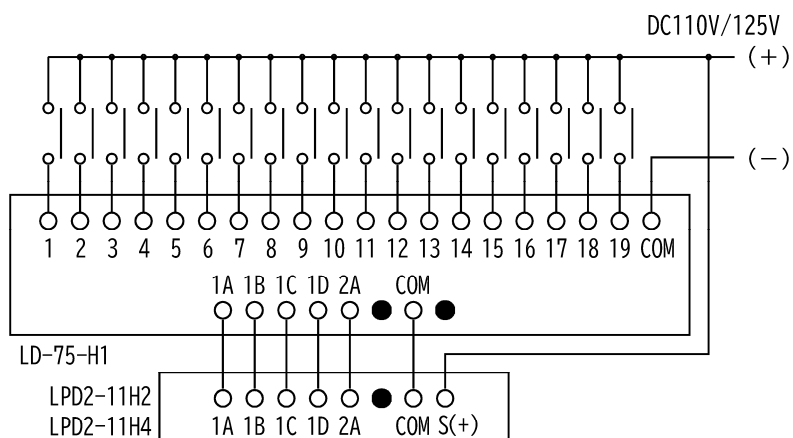 DC110V/125V
(+)
(-)
1 2 3 4 5 6 7 8 9 10 11 12 13 14 15 16 17 18 19 COM
1A 1B 1C 1D 2A COM
LD-75-H1
LPD2-11H2
LPD2-11H4
1A 1B 1C 1D 2A COM S(+)